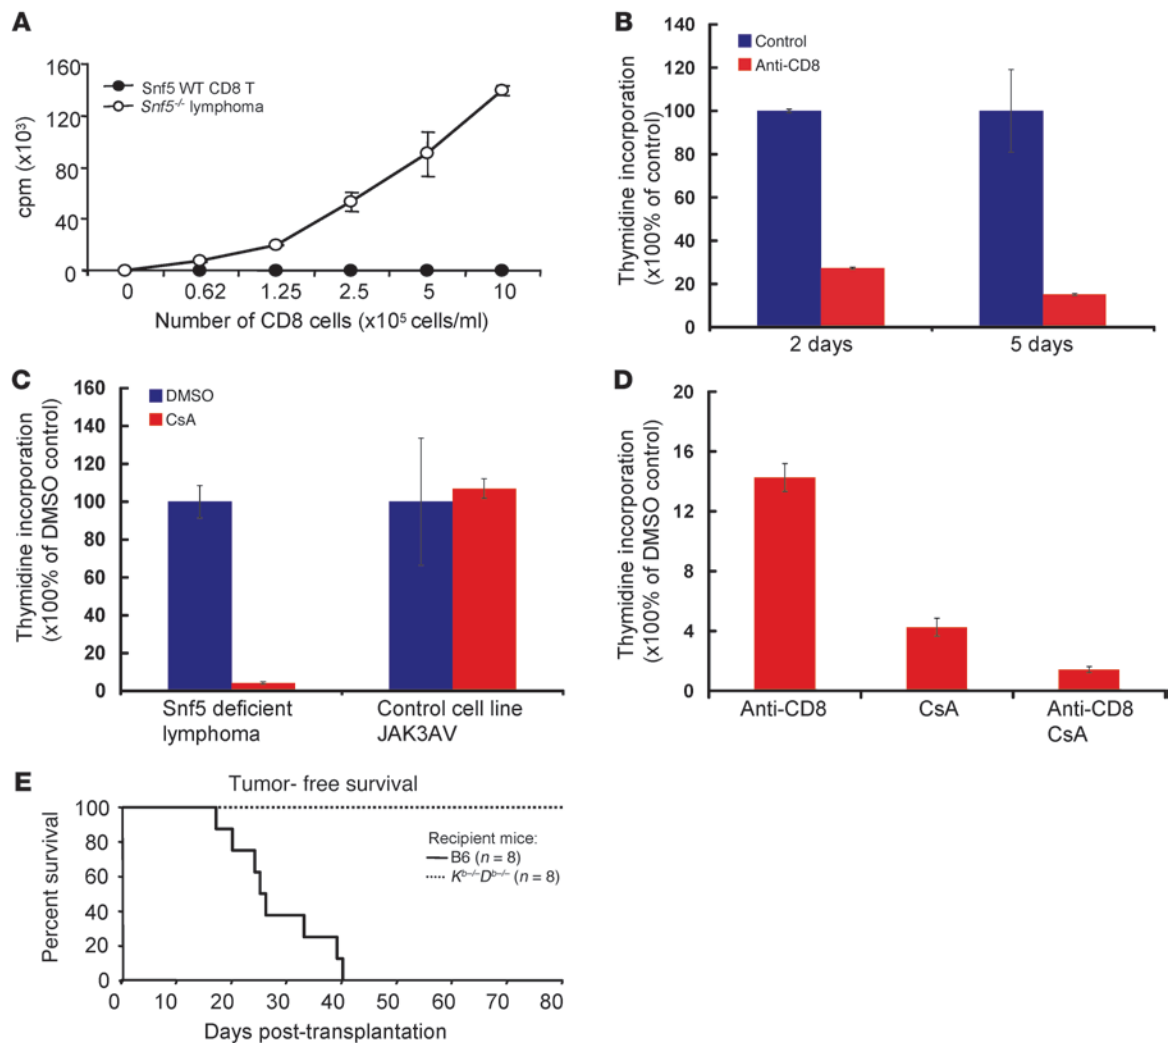 A
160
120
80
40
0
cpm (x10³)
Snf5 WT CD8 T
Snf5⁻/⁻ lymphoma
0 0.62 1.25 2.5 5 10
Number of CD8 cells (x10⁵ cells/ml)
B
140
120
100
80
60
40
20
0
Thymidine incorporation
(x100% of control)
Control
Anti-CD8
2 days 5 days
C
160
140
120
100
80
60
40
20
0
Thymidine incorporation
(x100% of DMSO control)
DMSO
CsA
Snf5 deficient
lymphoma
Control cell line
JAK3AV
D
20
16
12
8
4
0
Thymidine incorporation
(x100% of DMSO control)
Anti-CD8 CsA Anti-CD8
CsA
E
Tumor- free survival
100
80
60
40
20
0
Percent survival
Recipient mice:
B6 (n = 8)
Kᵇ⁻/⁻Dᵇ⁻/⁻ (n = 8)
0 10 20 30 40 50 60 70 80
Days post-transplantation